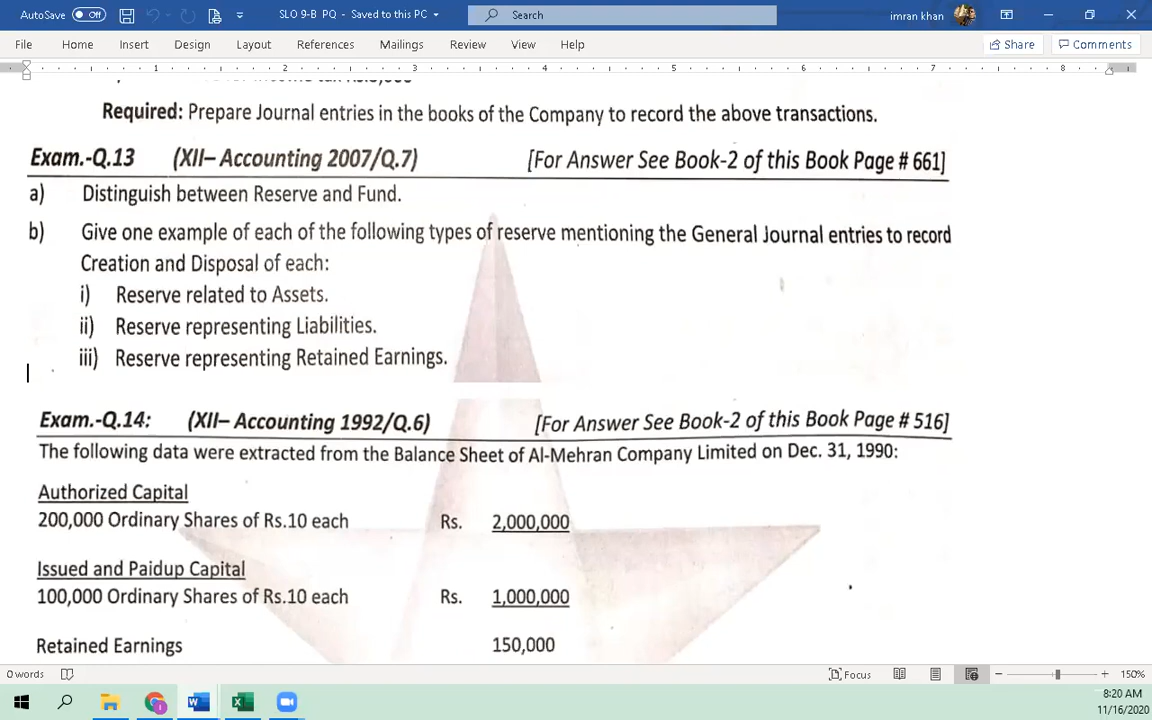 AutoSave Off SLO 9-B PQ - Saved to this PC Search imran khan
File Home Insert Design Layout References Mailings Review View Help Share Comments
1 2 3 4 5 6 7 8
Required: Prepare Journal entries in the books of the Company to record the above transactions.
Exam.-Q.13 (XII– Accounting 2007/Q.7) [For Answer See Book-2 of this Book Page # 661]
a) Distinguish between Reserve and Fund.
b) Give one example of each of the following types of reserve mentioning the General Journal entries to record
Creation and Disposal of each:
i) Reserve related to Assets.
ii) Reserve representing Liabilities.
iii) Reserve representing Retained Earnings.
Exam.-Q.14: (XII– Accounting 1992/Q.6) [For Answer See Book-2 of this Book Page # 516]
The following data were extracted from the Balance Sheet of Al-Mehran Company Limited on Dec. 31, 1990:
Authorized Capital
200,000 Ordinary Shares of Rs.10 each Rs. 2,000,000
Issued and Paidup Capital
100,000 Ordinary Shares of Rs.10 each Rs. 1,000,000
Retained Earnings 150,000
0 words Focus 150%
8:20 AM
11/16/2020